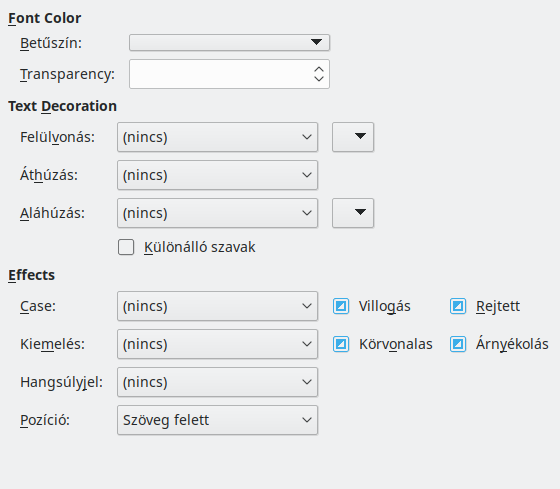 Font Color
Betűszín:
Transparency:
Text Decoration
Felülvonás: (nincs)
Áthúzás: (nincs)
Aláhúzás: (nincs)
Különálló szavak
Effects
Case: (nincs) Villogás Rejtett
Kiemelés: (nincs) Körvonalas Árnyékolás
Hangsúlyjel: (nincs)
Pozíció: Szöveg felett